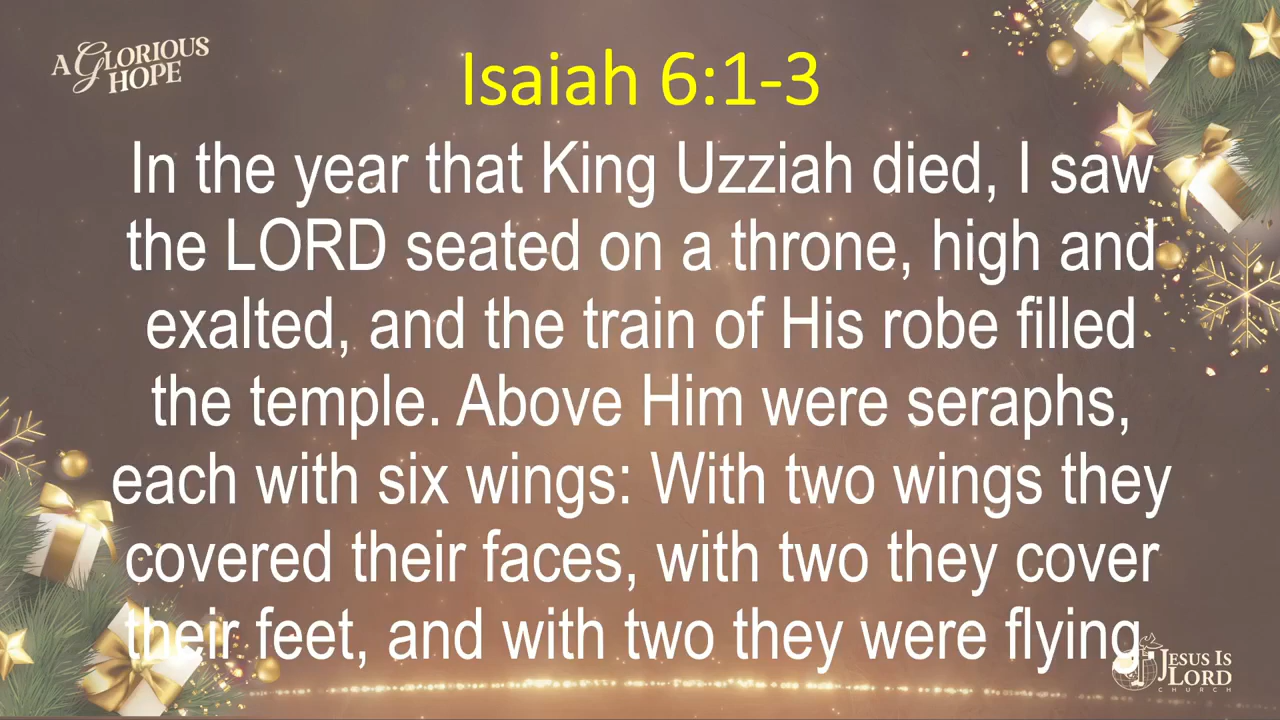 A GLORIOUS
HOPE
Isaiah 6:1-3
In the year that King Uzziah died, I saw
the LORD seated on a throne, high and
exalted, and the train of His robe filled
the temple. Above Him were seraphs,
each with six wings: With two wings they
covered their faces, with two they cover
their feet, and with two they were flying.
JESUS IS
LORD
CHURCH